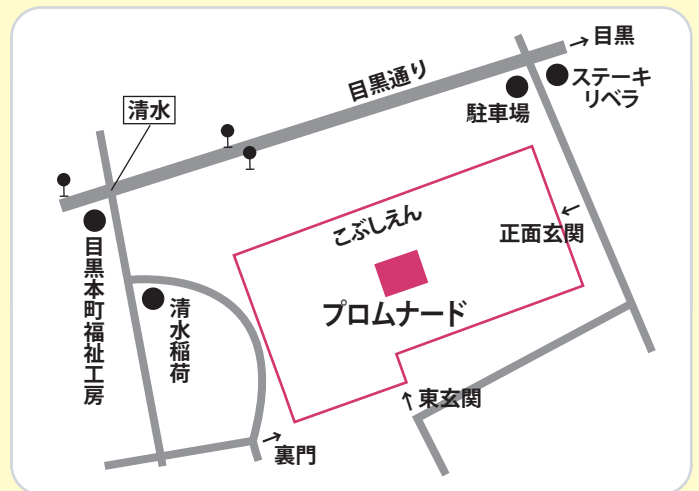 →目黒
目黒通り
ステーキ
リベラ
駐車場
清水
こぶしえん
←
正面玄関
プロムナード
目黒本町福祉工房
清水稲荷
↑東玄関
→
裏門